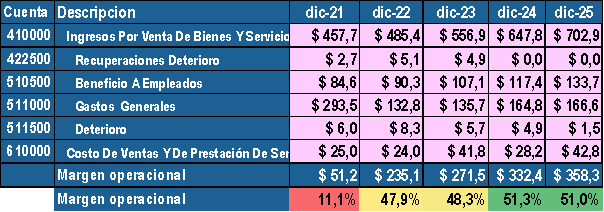 Cuenta Descripcion dic-21 dic-22 dic-23 dic-24 dic-25
410000 Ingresos Por Venta De Bienes Y Servicio $ 457,7 $ 485,4 $ 556,9 $ 647,8 $ 702,9
422500 Recuperaciones Deterioro $ 2,7 $ 5,1 $ 4,9 $ 0,0 $ 0,0
510500 Beneficio A Empleados $ 84,6 $ 90,3 $ 107,1 $ 117,4 $ 133,7
511000 Gastos Generales $ 293,5 $ 132,8 $ 135,7 $ 164,8 $ 166,6
511500 Deterioro $ 6,0 $ 8,3 $ 5,7 $ 4,9 $ 1,5
610000 Costo De Ventas Y De Prestación De Ser $ 25,0 $ 24,0 $ 41,8 $ 28,2 $ 42,8
Margen operacional $ 51,2 $ 235,1 $ 271,5 $ 332,4 $ 358,3
Margen operacional 11,1% 47,9% 48,3% 51,3% 51,0%